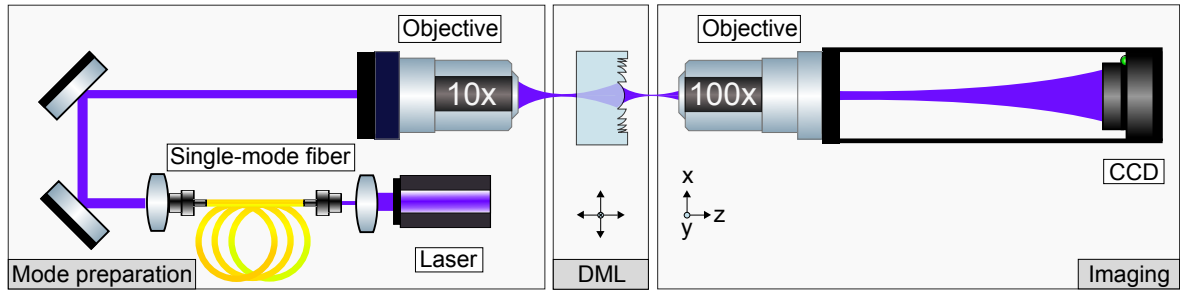 Objective
10x
Single-mode fiber
Laser
Mode preparation
DML
Objective
100x
CCD
x
y
z
Imaging